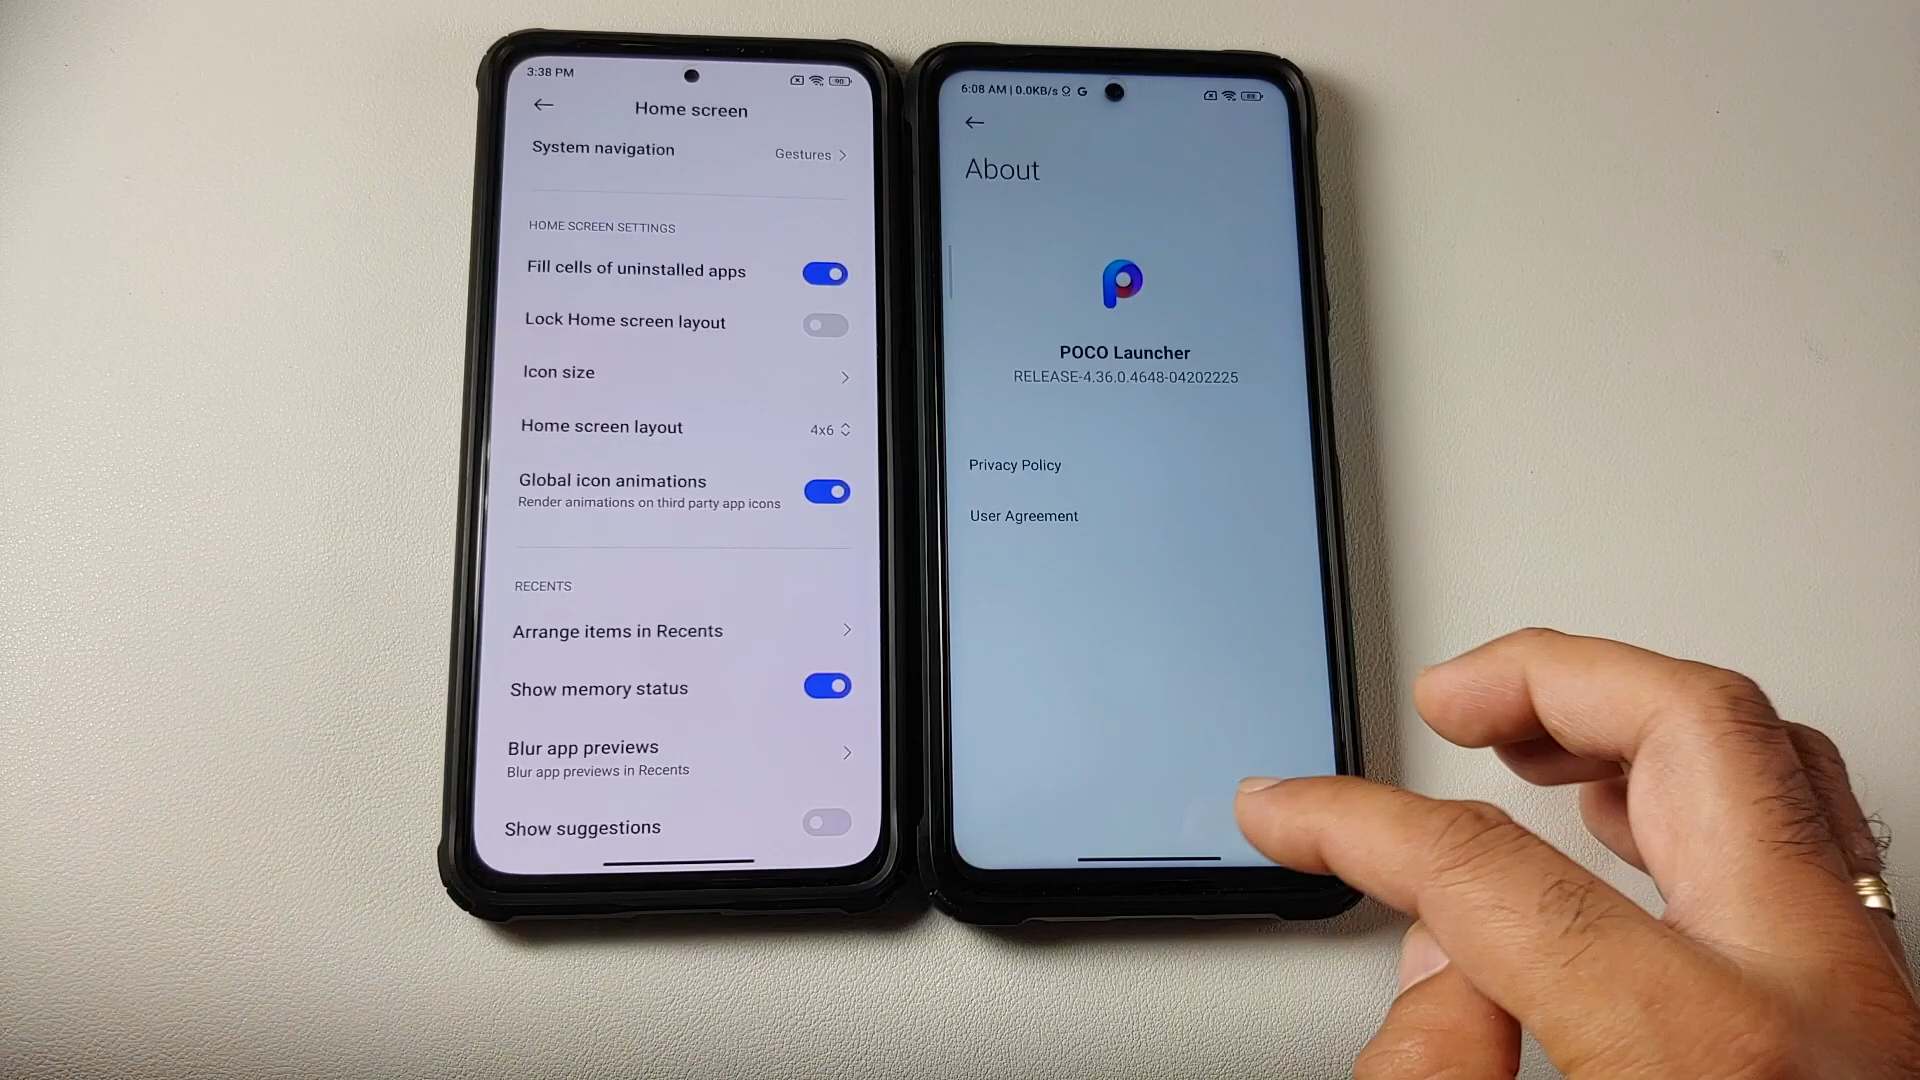 3:38 PM
90
Home screen
System navigation
Gestures
HOME SCREEN SETTINGS
Fill cells of uninstalled apps
Lock Home screen layout
Icon size
Home screen layout
4x6
Global icon animations
Render animations on third party app icons
RECENTS
Arrange items in Recents
Show memory status
Blur app previews
Blur app previews in Recents
Show suggestions
6:08 AM | 0.0KB/s G
About
POCO Launcher
RELEASE-4.36.0.4648-04202225
Privacy Policy
User Agreement